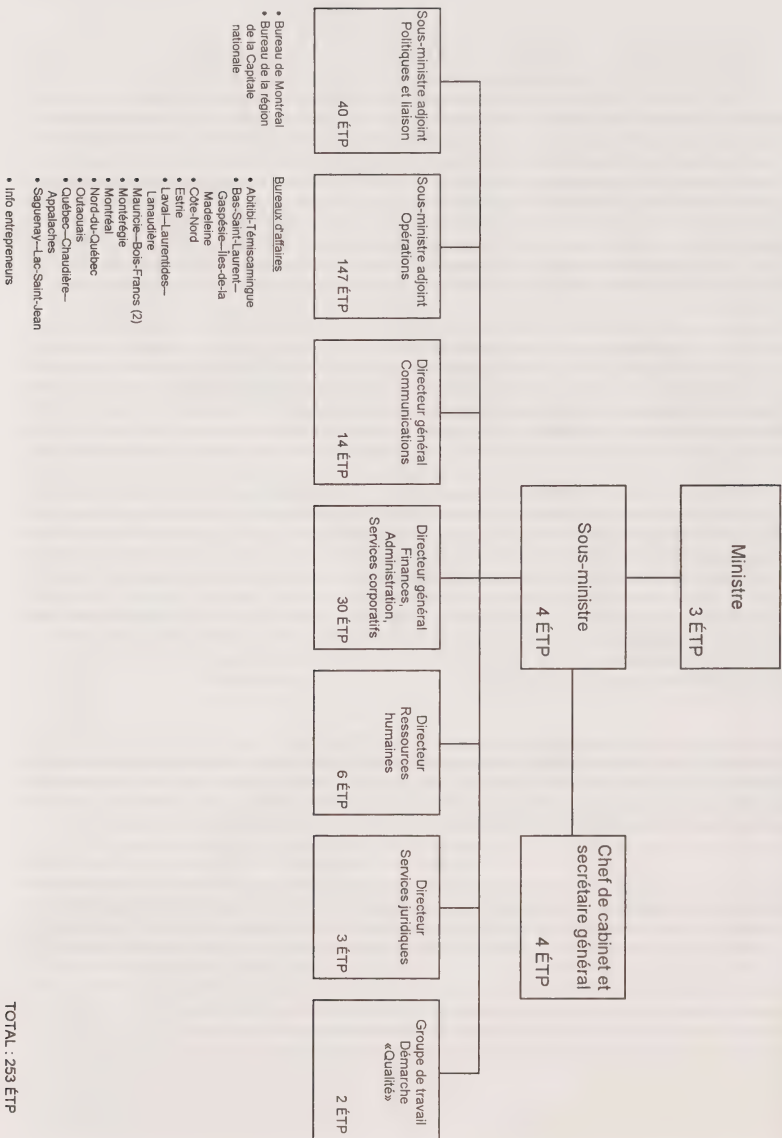 Ministre
3 ÉTP
Sous-ministre
4 ÉTP
Chef de cabinet et
secrétaire général
4 ÉTP
Sous-ministre adjoint
Politiques et liaison
40 ÉTP
Sous-ministre adjoint
Opérations
147 ÉTP
Directeur général
Communications
14 ÉTP
Directeur général
Finances,
Administration,
Services corporatifs
30 ÉTP
Directeur
Ressources
humaines
6 ÉTP
Directeur
Services juridiques
3 ÉTP
Groupe de travail
Démarche
«Qualité»
2 ÉTP
• Bureau de Montréal
• Bureau de la région
de la Capitale
nationale
Bureaux d'affaires
• Abitibi-Témiscamingue
• Bas-Saint-Laurent—
Gaspésie—Îles-de-la
Madeleine
• Côte-Nord
• Estrie
• Laval—Laurentides—
Lanaudière
• Mauricie—Bois-Francs (2)
• Montérégie
• Montréal
• Nord-du-Québec
• Outaouais
• Québec—Chaudière—
Appalaches
• Saguenay—Lac-Saint-Jean
• Info entrepreneurs
TOTAL : 253 ÉTP